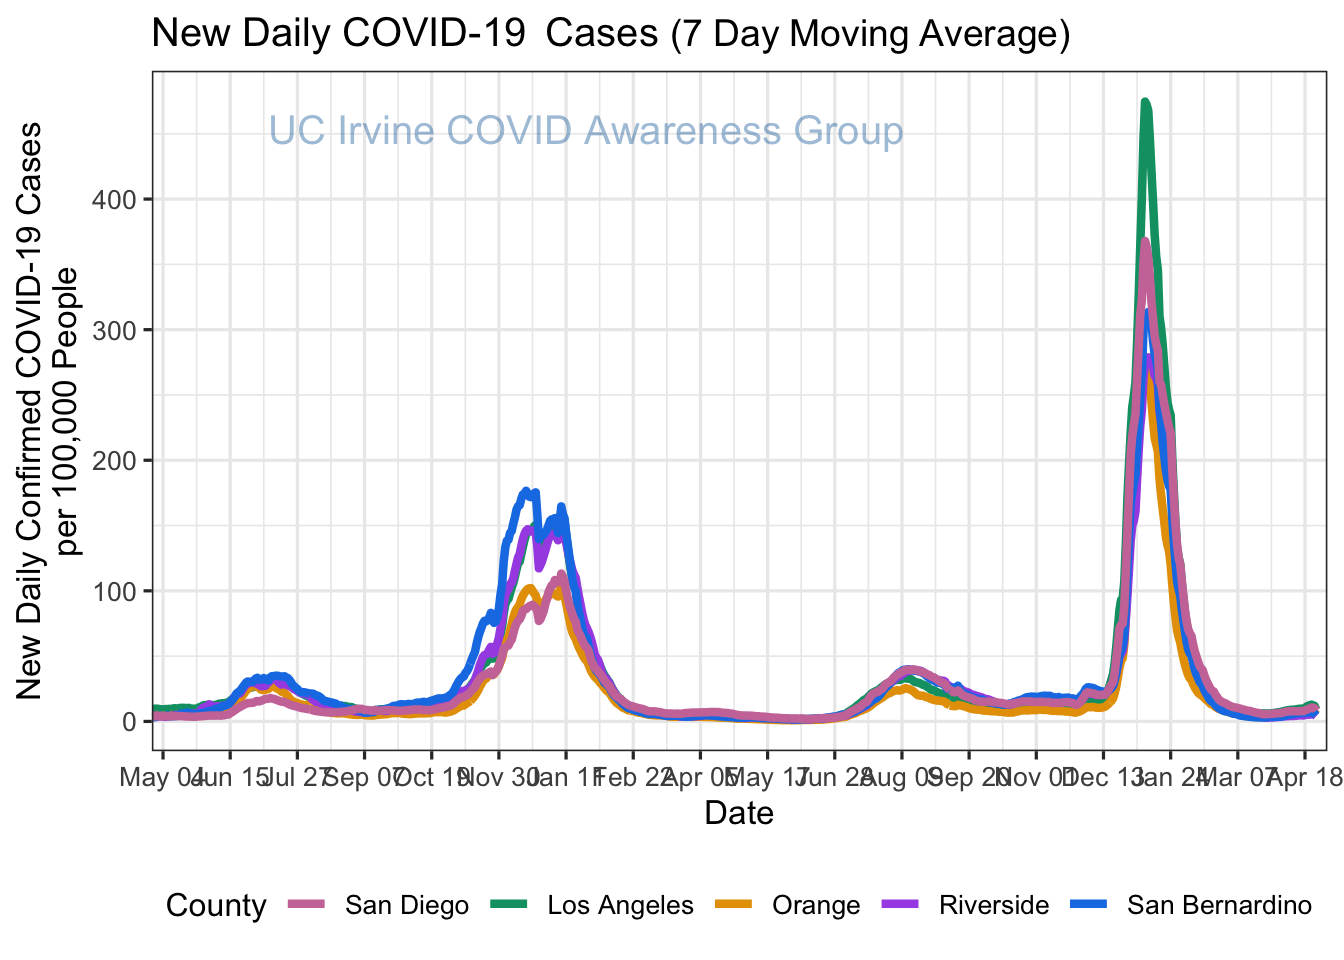 New Daily COVID-19 Cases (7 Day Moving Average)
UC Irvine COVID Awareness Group
New Daily Confirmed COVID-19 Cases
per 100,000 People
400
300
200
100
0
May 04 Jun 15 Jul 27 Sep 07 Oct 19 Nov 30 Jan 11 Feb 22 Apr 05 May 17 Jun 28 Aug 09 Sep 20 Nov 01 Dec 13 Jan 24 Mar 07 Apr 18
Date
County San Diego Los Angeles Orange Riverside San Bernardino